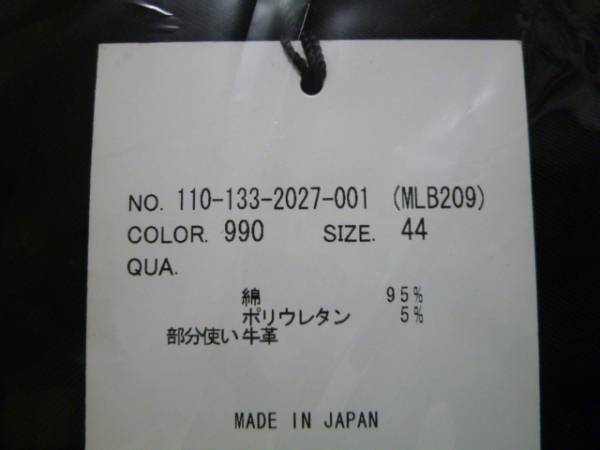 NO. 110-133-2027-001 (MLB209)
COLOR. 990 SIZE. 44
QUA.
綿 95%
ポリウレタン 5%
部分使い 牛革
MADE IN JAPAN